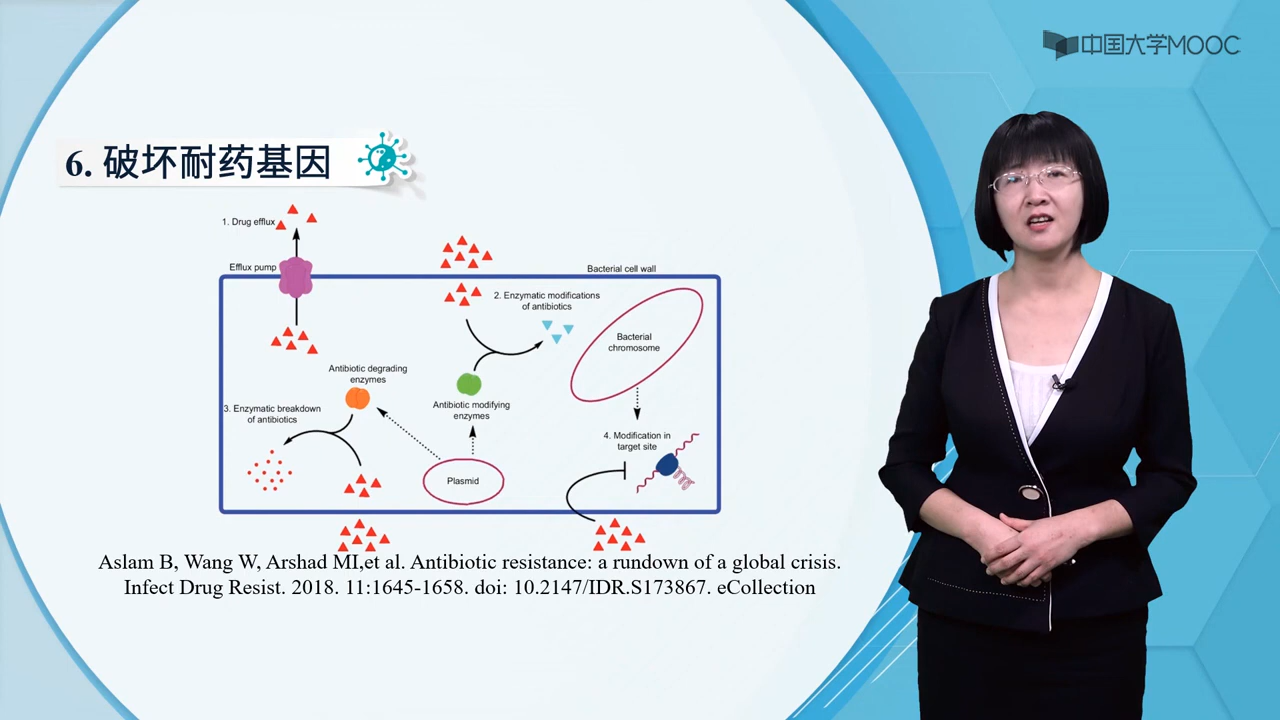 中国大学MOOC
6. 破坏耐药基因
1. Drug efflux
Efflux pump
Bacterial cell wall
2. Enzymatic modifications
of antibiotics
Bacterial
chromosome
Antibiotic degrading
enzymes
Antibiotic modifying
enzymes
3. Enzymatic breakdown
of antibiotics
4. Modification in
target site
Plasmid
Aslam B, Wang W, Arshad MI,et al. Antibiotic resistance: a rundown of a global crisis.
Infect Drug Resist. 2018. 11:1645-1658. doi: 10.2147/IDR.S173867. eCollection